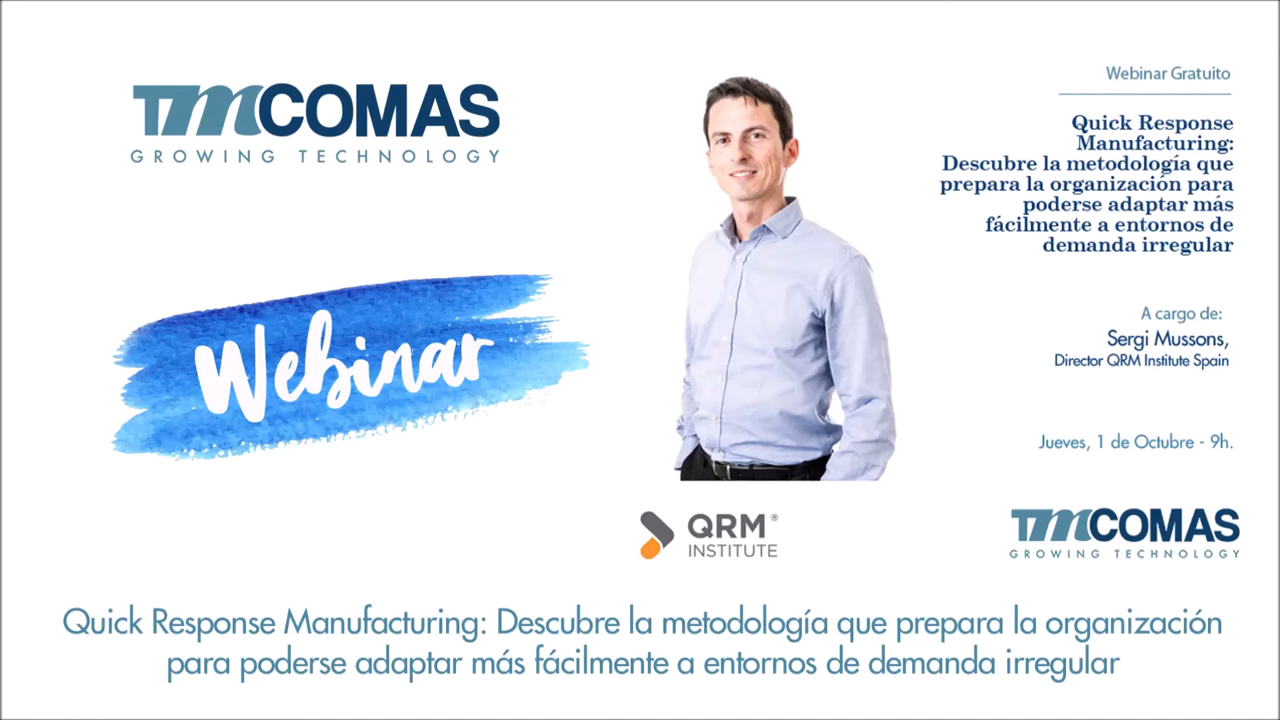 TMCOMAS
GROWING TECHNOLOGY
Webinar
Webinar Gratuito
Quick Response
Manufacturing:
Descubre la metodología que
prepara la organización para
poderse adaptar más
fácilmente a entornos de
demanda irregular
A cargo de:
Sergi Mussons,
Director QRM Institute Spain
Jueves, 1 de Octubre - 9h.
QRM®
INSTITUTE
TMCOMAS
GROWING TECHNOLOGY
Quick Response Manufacturing: Descubre la metodología que prepara la organización
para poderse adaptar más fácilmente a entornos de demanda irregular